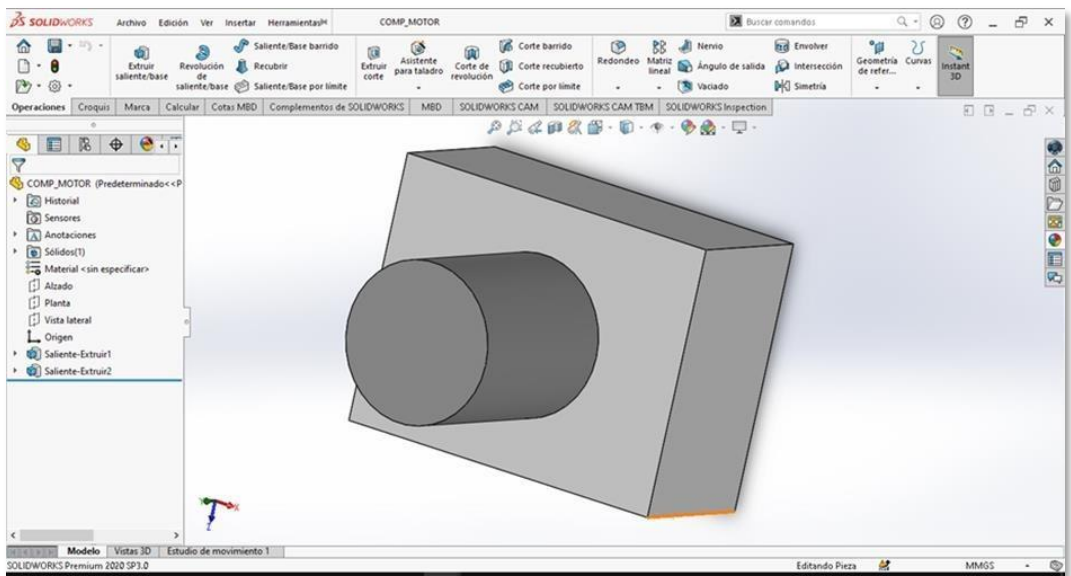 SOLIDWORKS Archivo Edición Ver Insertar Herramientas COMP_MOTOR Buscar comandos
Extruir saliente/base
Revolución de saliente/base
Saliente/Base barrido
Recubrir
Saliente/Base por límite
Extruir corte
Asistente para taladro
Corte de revolución
Corte barrido
Corte recubierto
Corte por límite
Redondeo
Matriz lineal
Nervio
Ángulo de salida
Vaciado
Envolver
Intersección
Simetría
Geometría de refer...
Curvas
Instant 3D
Operaciones Croquis Marca Calcular Cotas MBD Complementos de SOLIDWORKS MBD SOLIDWORKS CAM SOLIDWORKS CAM TBM SOLIDWORKS Inspection
COMP_MOTOR (Predeterminado<<P
Historial
Sensores
Anotaciones
Sólidos(1)
Material <sin especificar>
Alzado
Planta
Vista lateral
Origen
Saliente-Extruir1
Saliente-Extruir2
Modelo Vistas 3D Estudio de movimiento 1
SOLIDWORKS Premium 2020 SP3.0 Editando Pieza MMGS